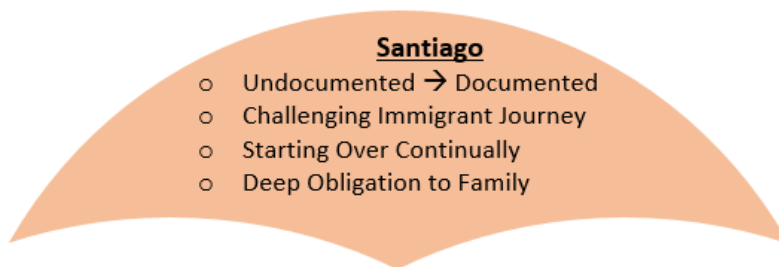 Santiago
o Undocumented → Documented
o Challenging Immigrant Journey
o Starting Over Continually
o Deep Obligation to Family